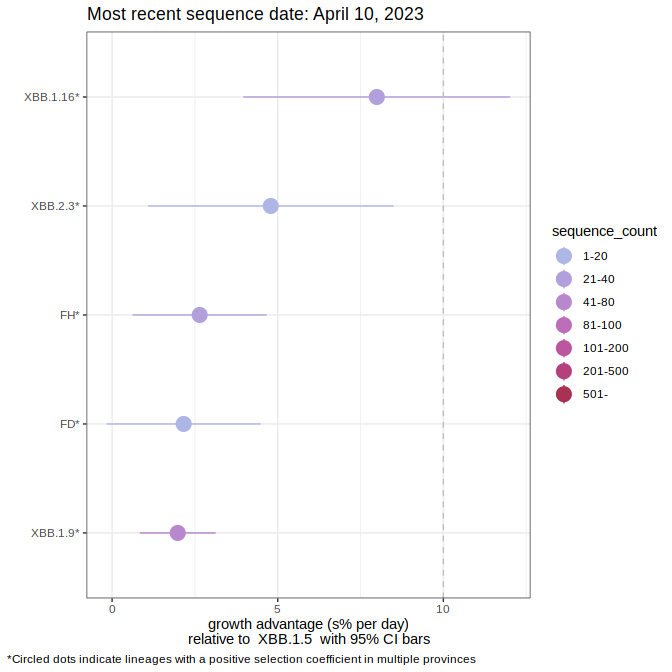 Most recent sequence date: April 10, 2023
XBB.1.16*
XBB.2.3*
FH*
FD*
XBB.1.9*
0 5 10
growth advantage (s% per day)
relative to  XBB.1.5  with 95% CI bars
sequence_count
1-20
21-40
41-80
81-100
101-200
201-500
501-
*Circled dots indicate lineages with a positive selection coefficient in multiple provinces